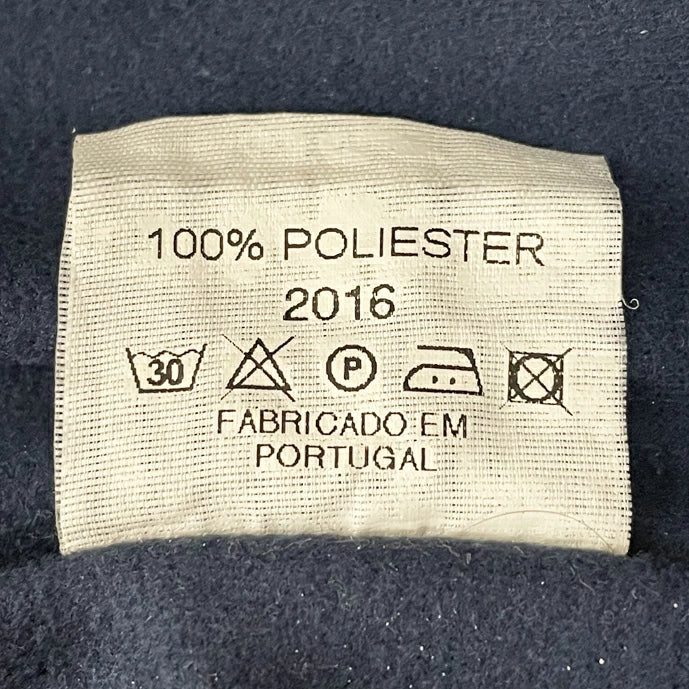 100% POLIESTER
2016
30 P
FABRICADO EM
PORTUGAL